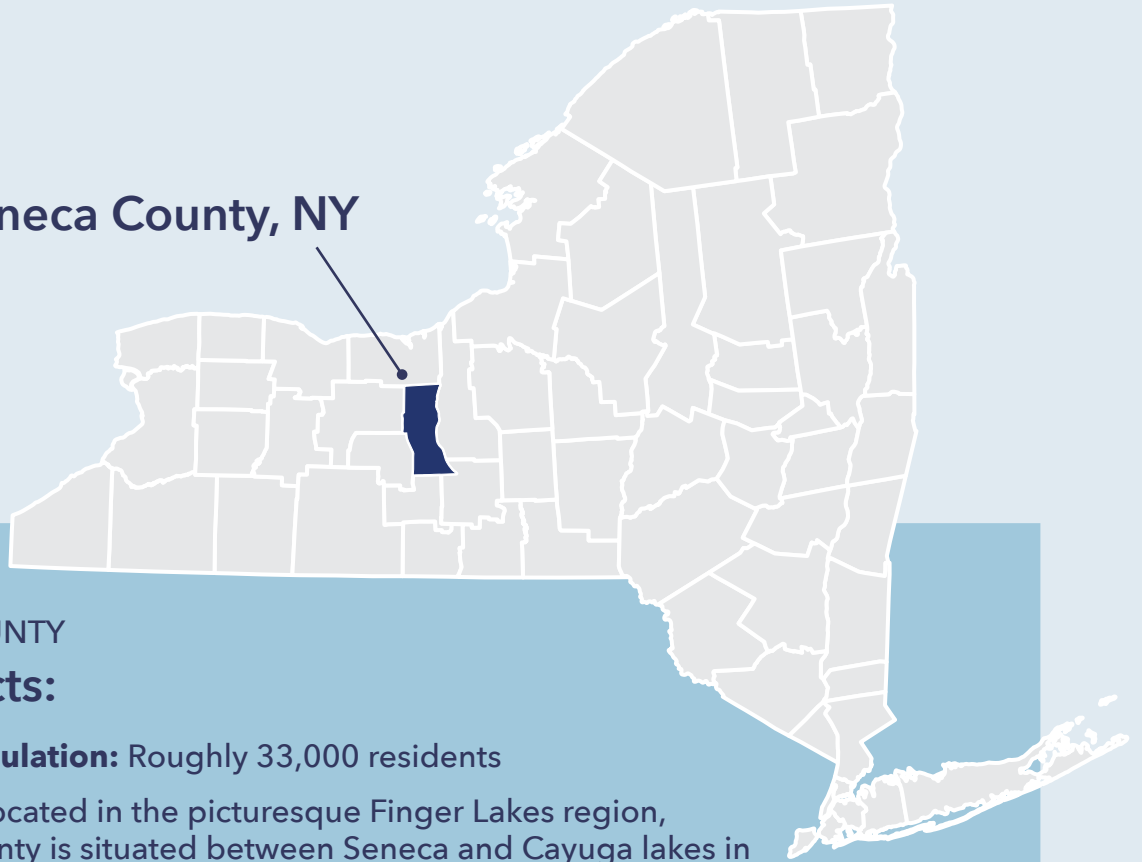 neca County, NY
UNTY
cts:
ulation: Roughly 33,000 residents
ocated in the picturesque Finger Lakes region,
nty is situated between Seneca and Cayuga lakes in